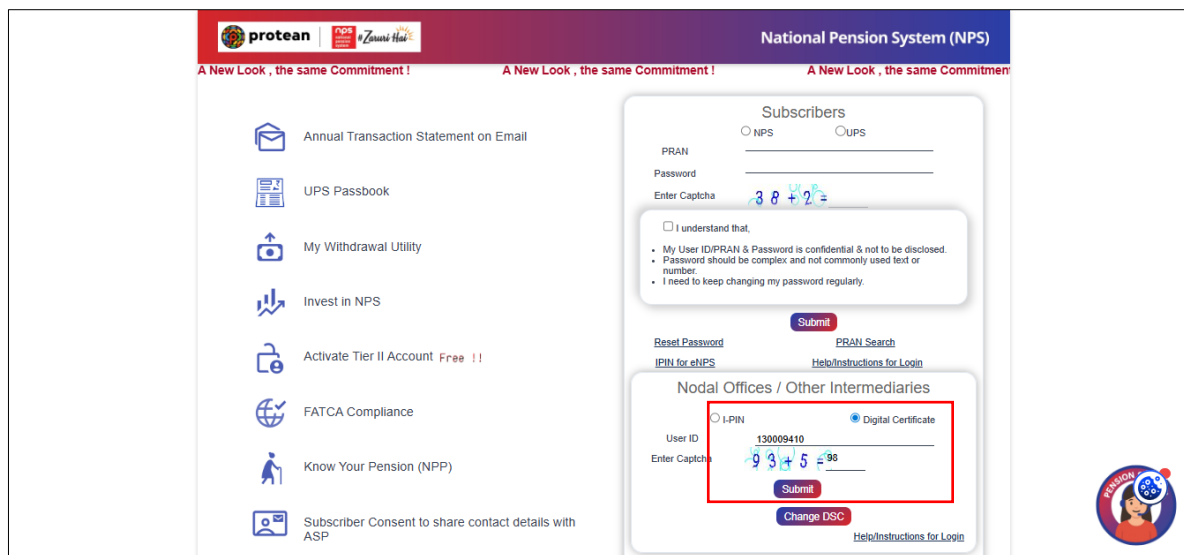 protean
nps
#Zaruri Hai
National Pension System (NPS)
A New Look , the same Commitment ! A New Look , the same Commitment ! A New Look , the same Commitment
Annual Transaction Statement on Email
UPS Passbook
My Withdrawal Utility
Invest in NPS
Activate Tier II Account Free !!
FATCA Compliance
Know Your Pension (NPP)
Subscriber Consent to share contact details with
ASP
Subscribers
NPS UPS
PRAN
Password
Enter Captcha 3 8 + 2 =
I understand that,
• My User ID/PRAN & Password is confidential & not to be disclosed.
• Password should be complex and not commonly used text or
number.
• I need to keep changing my password regularly.
Submit
Reset Password PRAN Search
IPIN for eNPS Help/Instructions for Login
Nodal Offices / Other Intermediaries
I-PIN Digital Certificate
User ID 130009410
Enter Captcha 9 3 + 5 = 98
Submit
Change DSC
Help/Instructions for Login
PENSION